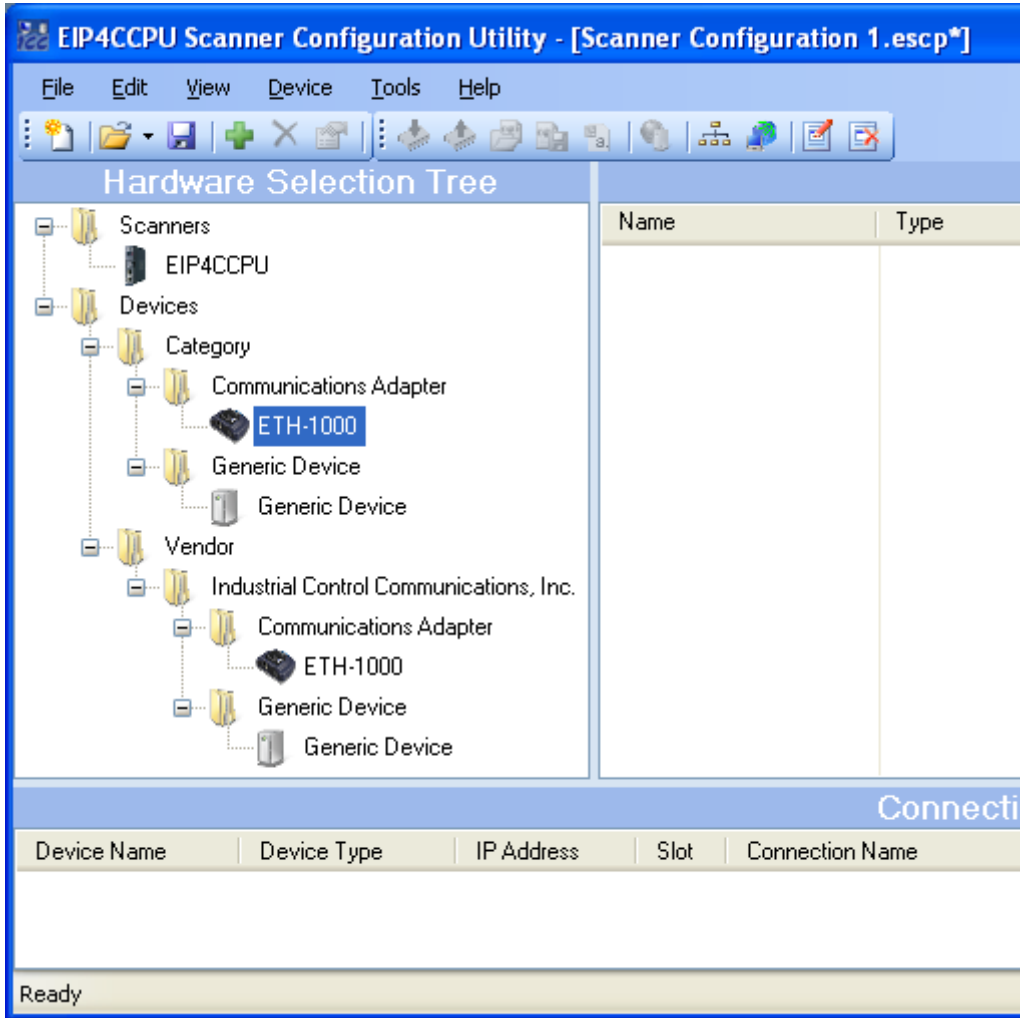 EIP4CCPU Scanner Configuration Utility - [Scanner Configuration 1.escp*]
File Edit View Device Tools Help
Hardware Selection Tree
Name Type
Scanners
EIP4CCPU
Devices
Category
Communications Adapter
ETH-1000
Generic Device
Generic Device
Vendor
Industrial Control Communications, Inc.
Communications Adapter
ETH-1000
Generic Device
Generic Device
Connecti
Device Name Device Type IP Address Slot Connection Name
Ready